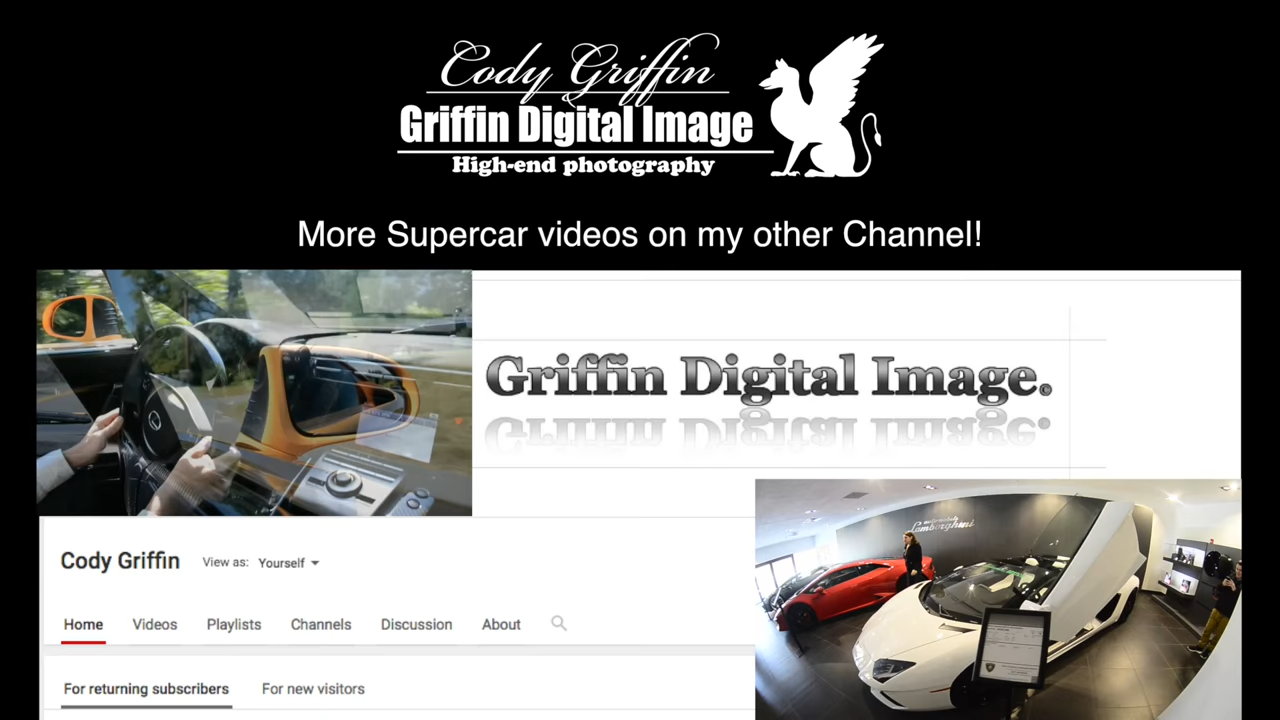 Cody Griffin
Griffin Digital Image
High-end photography
More Supercar videos on my other Channel!
Griffin Digital Image.
Lamborghini
Cody Griffin View as: Yourself
Home Videos Playlists Channels Discussion About
For returning subscribers For new visitors